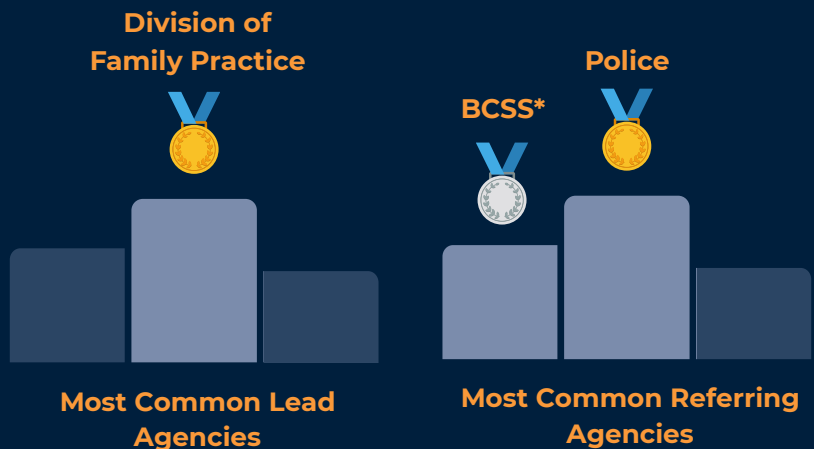 Division of
Family Practice
Most Common Lead
Agencies
Police
BCSS*
Most Common Referring
Agencies